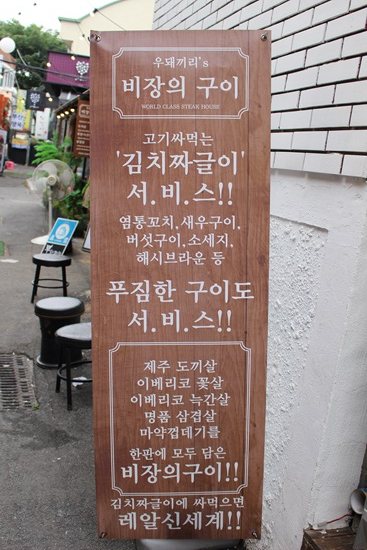 우돼끼리's
비장의 구이
WORLD CLASS STEAK HOUSE
고기싸먹는
'김치짜글이'
서.비.스!!
염통꼬치,새우구이,
버섯구이,소세지,
해시브라운 등
푸짐한 구이도
서.비.스!!
제주 도끼살
이베리코 꽃살
이베리코 늑간살
명품 삼겹살
마약껍데기를
한판에 모두 담은
비장의구이!!
김치짜글이에 싸먹으면
레알신세계!!